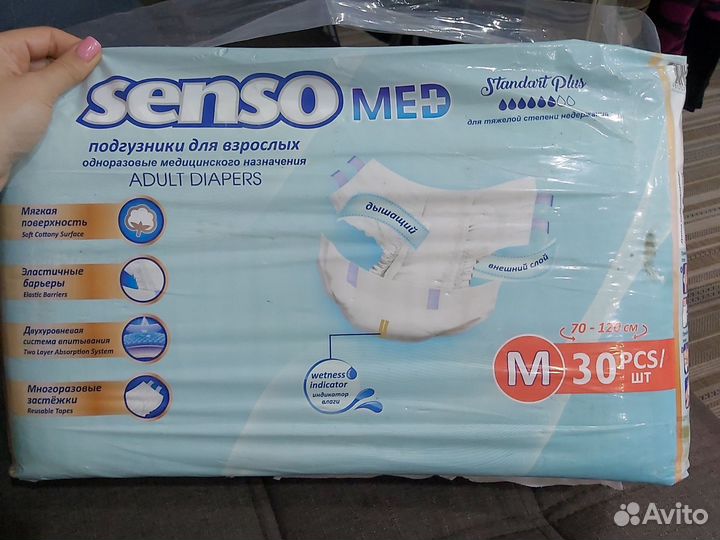 senso MED
Standart Plus
для тяжелой степени недержания
подгузники для взрослых
одноразовые медицинского назначения
ADULT DIAPERS
Мягкая
поверхность
Soft Cottony Surface
Эластичные
барьеры
Elastic Barriers
Двухуровневая
система впитывания
Two Layer Absorption System
Многоразовые
застёжки
Reusable Tapes
дышащий
внешний слой
wetness
indicator
индикатор
влаги
70 - 120 см
M 30 PCS/
ШТ
Avito